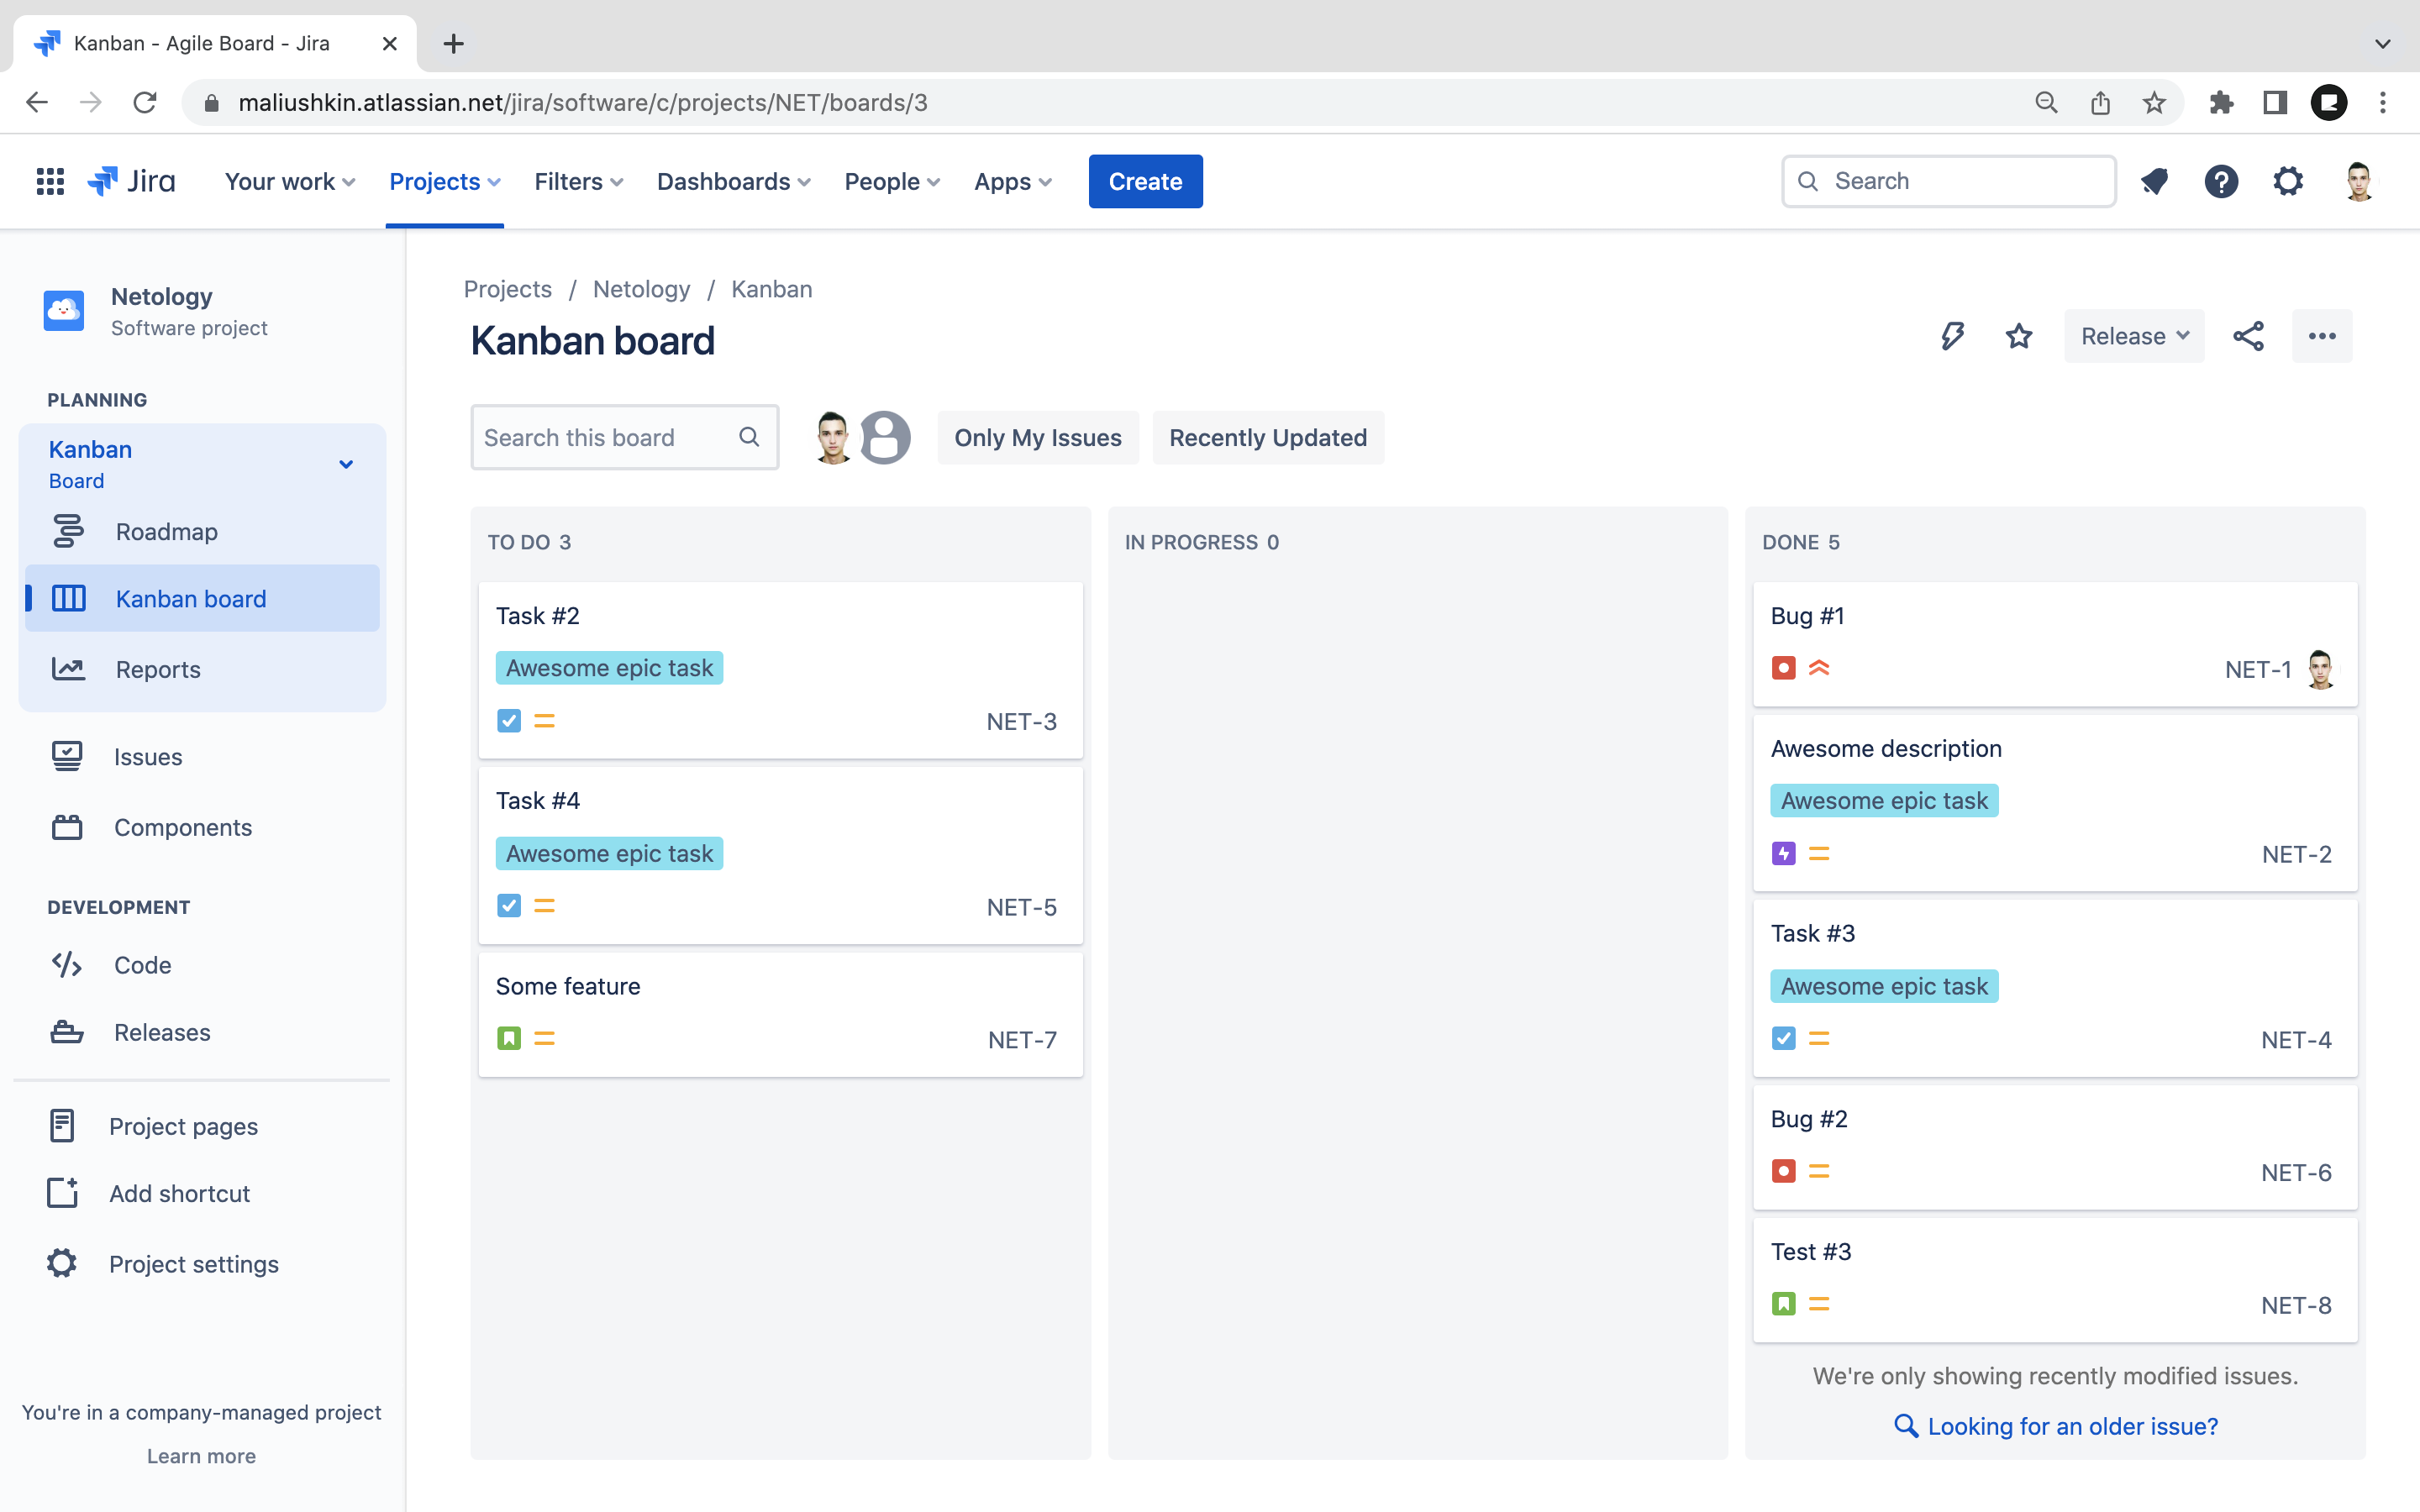 Kanban - Agile Board - Jira
maliushkin.atlassian.net/jira/software/c/projects/NET/boards/3
Jira Your work Projects Filters Dashboards People Apps Create Search
Netology
Software project
PLANNING
Kanban
Board
Roadmap
Kanban board
Reports
Issues
Components
DEVELOPMENT
Code
Releases
Project pages
Add shortcut
Project settings
You're in a company-managed project
Learn more
Projects / Netology / Kanban
Kanban board
Release
Search this board Only My Issues Recently Updated
TO DO 3
Task #2
Awesome epic task
NET-3
Task #4
Awesome epic task
NET-5
Some feature
NET-7
IN PROGRESS 0
DONE 5
Bug #1
NET-1
Awesome description
Awesome epic task
NET-2
Task #3
Awesome epic task
NET-4
Bug #2
NET-6
Test #3
NET-8
We're only showing recently modified issues.
Looking for an older issue?